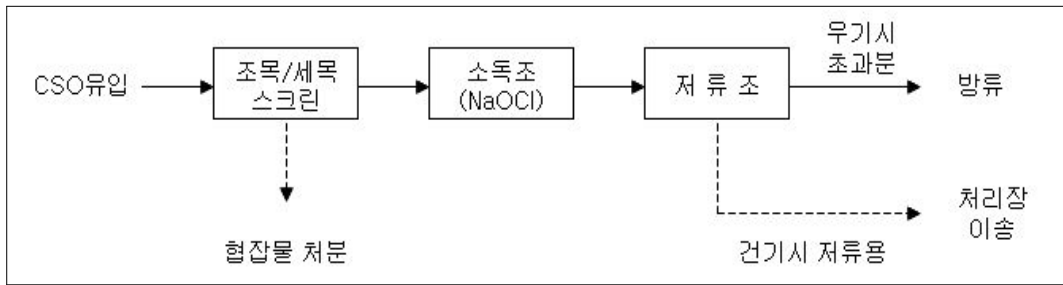 CSO유입
조목/세목
스크린
소독조
(NaOCl)
저 류 조
우기시
초과분
방류
협잡물 처분
건기시 저류용
처리장
이송